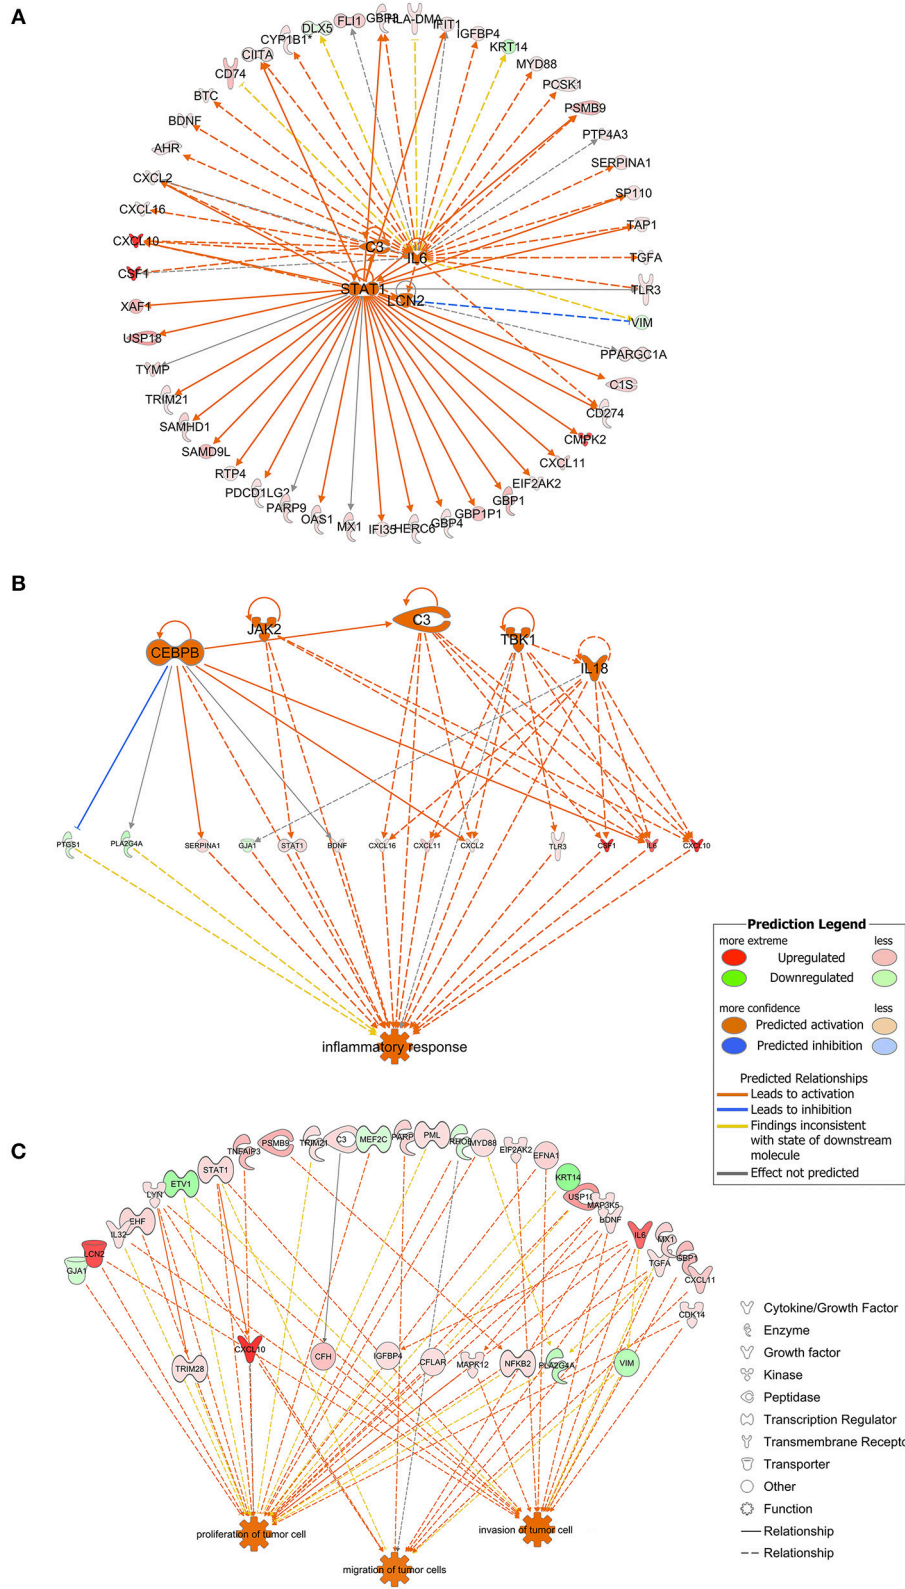 A
DLX5
FLI1
GBP3
HLA-DMA
IFIT1
IGFBP4
CYP1B1*
KRT14
CIITA
MYD88
CD74
PCSK1
BTC
PSMB9
BDNF
PTP4A3
AHR
SERPINA1
CXCL2
SP110
CXCL16
TAP1
CXCL10
C3
IL6
TGFA
CSF1
STAT1
LCN2
TLR3
XAF1
VIM
USP18
PPARGC1A
TYMP
C1S
TRIM21
CD274
SAMHD1
CMPK2
SAMD9L
CXCL11
RTP4
EIF2AK2
PDCD1LG2
GBP1
PARP9
GBP1P1
OAS1
MX1
IFI35
HERC6
GBP4
B
CEBPB
JAK2
C3
TBK1
IL18
PTGS1
PLA2G4A
SERPINA1
GJA1
STAT1
BDNF
CXCL16
CXCL11
CXCL2
TLR3
CSF1
IL6
CXCL10
inflammatory response
Prediction Legend
more extreme less
Upregulated
Downregulated
more confidence less
Predicted activation
Predicted inhibition
Predicted Relationships
Leads to activation
Leads to inhibition
Findings inconsistent
with state of downstream
molecule
Effect not predicted
C
TNFAIP3
PSMB9
TRIM21
C3
MEF2C
PML
MYD88
EIF2AK2
EFNA1
STAT1
ETV1
LYN
KRT14
MAP3K5
BDNF
EHF
IL32
LCN2
GJA1
IL6
MX1
TGFA
GBP1
CXCL11
CDK14
TRIM28
CXCL10
CFH
IGFBP4
CFLAR
MAPK12
NFKB2
PLA2G4A
VIM
proliferation of tumor cell
migration of tumor cells
invasion of tumor cell
Cytokine/Growth Factor
Enzyme
Growth factor
Kinase
Peptidase
Transcription Regulator
Transmembrane Recepto
Transporter
Other
Function
Relationship
Relationship